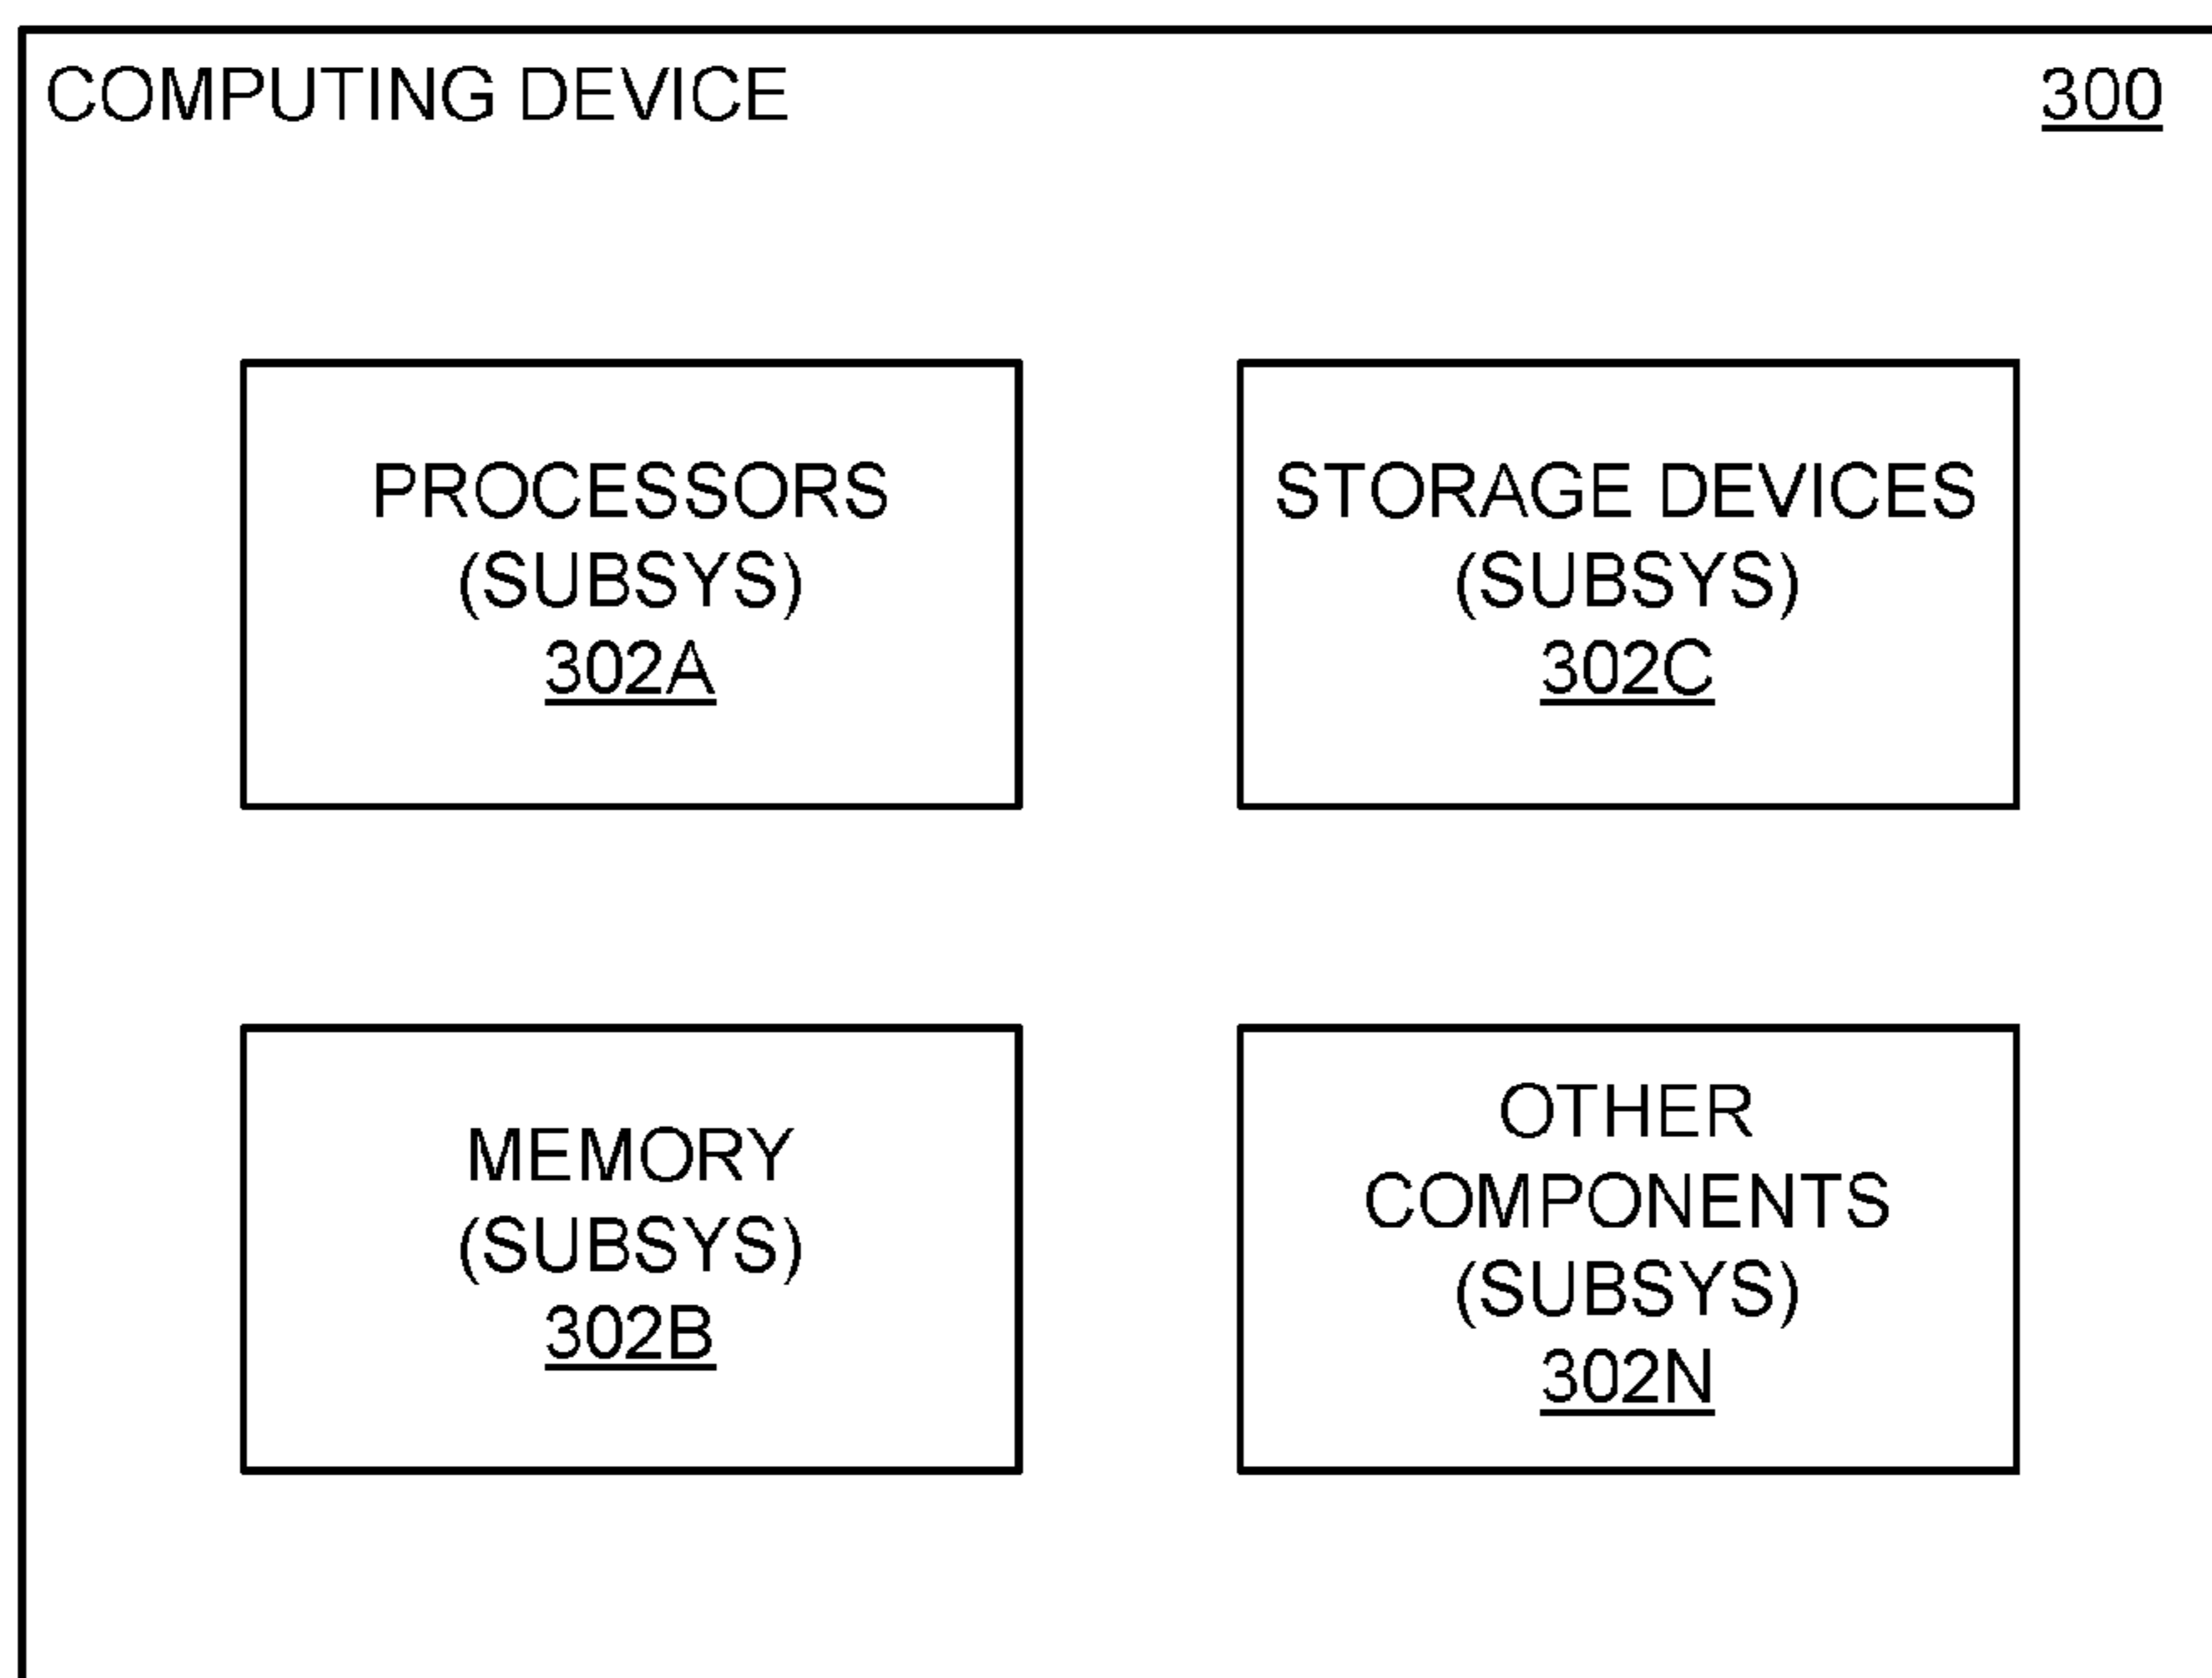 COMPUTING DEVICE
300
PROCESSORS
(SUBSYS)
302A
STORAGE DEVICES
(SUBSYS)
302C
MEMORY
(SUBSYS)
302B
OTHER
COMPONENTS
(SUBSYS)
302N